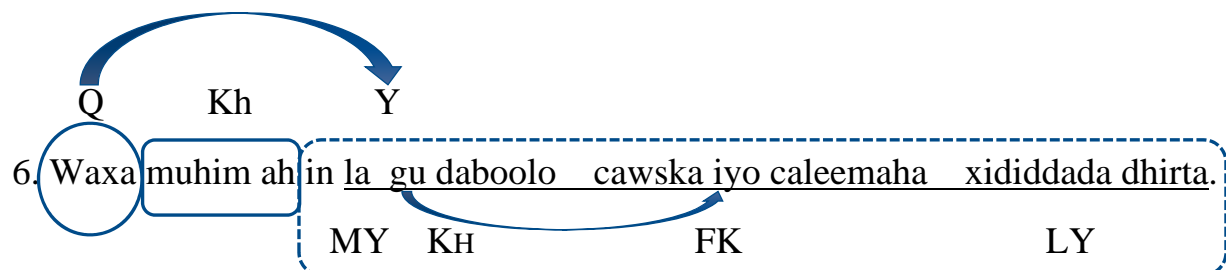 Q Kh Y
6. Waxa muhim ah in la gu daboolo cawska iyo caleemaha xididdada dhirta.
MY KH FK LY